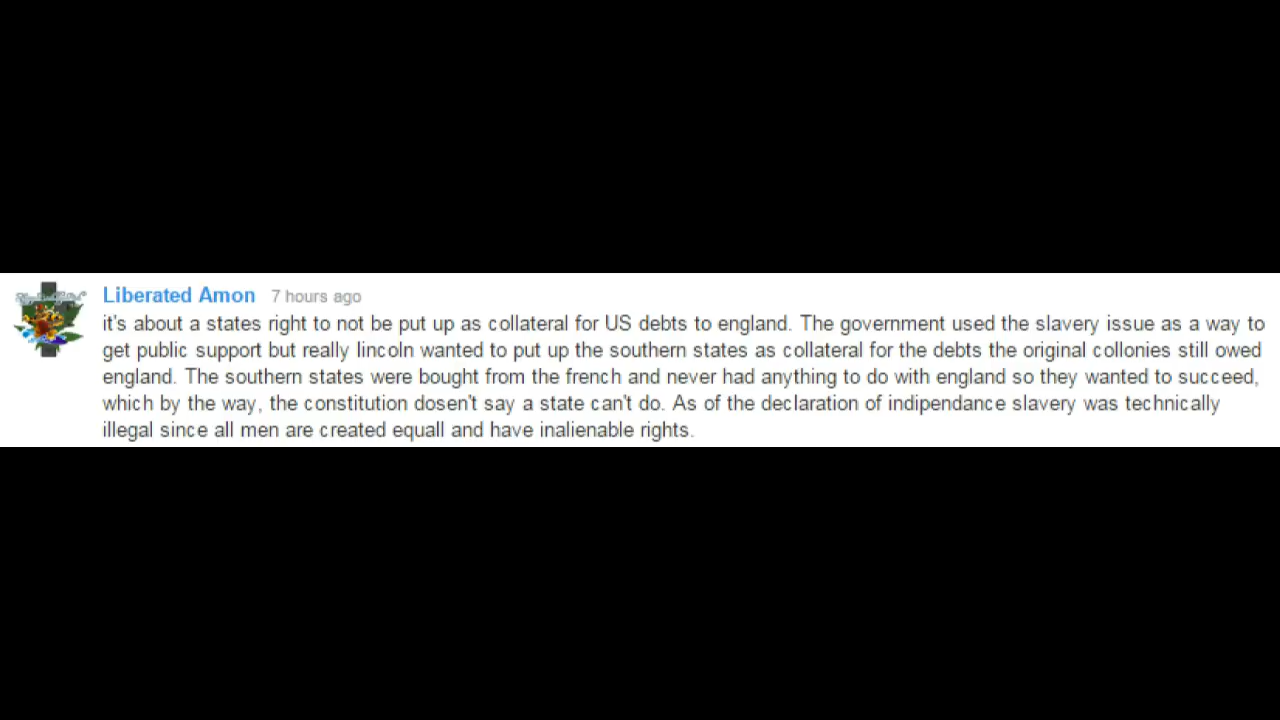 Liberated Amon 7 hours ago
it's about a states right to not be put up as collateral for US debts to england. The government used the slavery issue as a way to
get public support but really lincoln wanted to put up the southern states as collateral for the debts the original colonies still owed
england. The southern states were bought from the french and never had anything to do with england so they wanted to succeed,
which by the way, the constitution dosen't say a state can't do. As of the declaration of indipendance slavery was technically
illegal since all men are created equall and have inalienable rights.